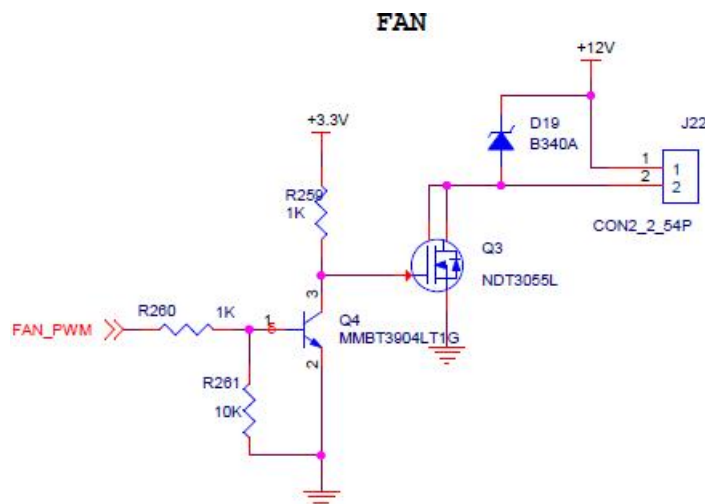 FAN
+12V
D19
B340A
J22
+3.3V
1
2
1
2
R259
1K
CON2_2_54P
Q3
NDT3055L
3
R260
1K
1
Q4
MMBT3904LT1G
FAN_PWM
2
R261
10K